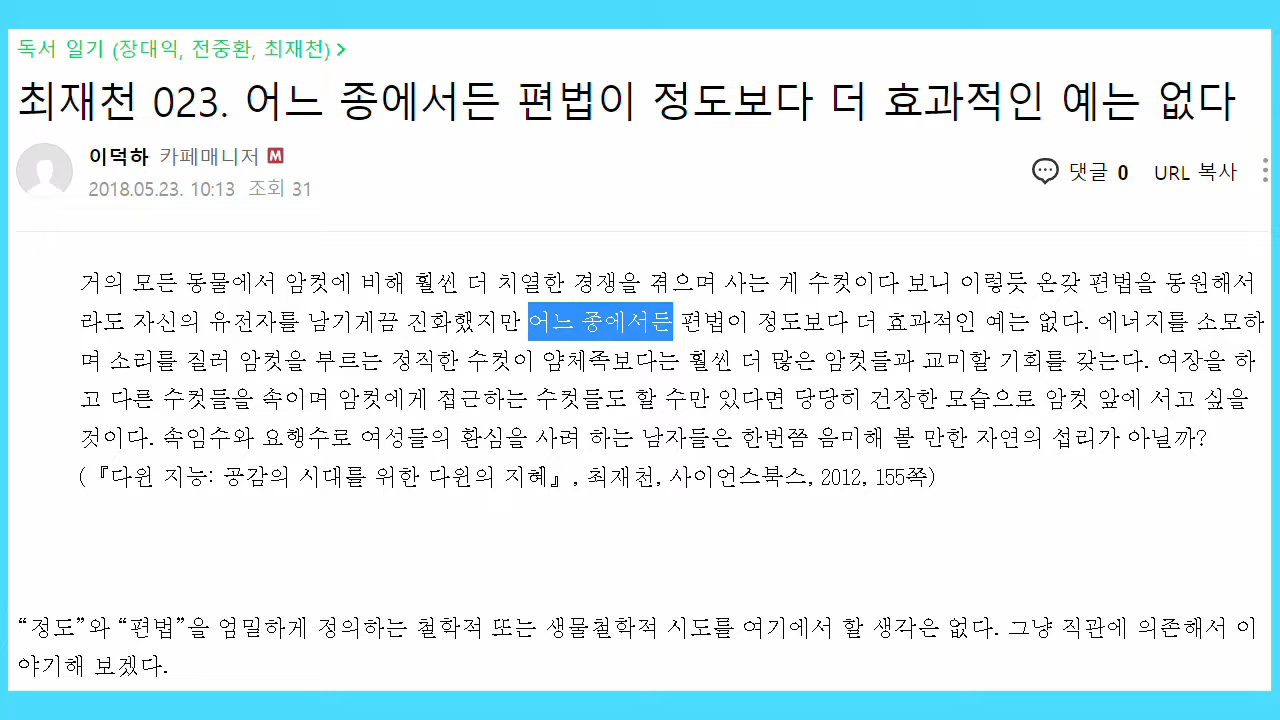 독서 일기 (장대익, 전중환, 최재천) >
최재천 023. 어느 종에서든 편법이 정도보다 더 효과적인 예는 없다
이덕하 카페매니저 M
2018.05.23. 10:13 조회 31
댓글 0 URL 복사
거의 모든 동물에서 암컷에 비해 훨씬 더 치열한 경쟁을 겪으며 사는 게 수컷이다 보니 이렇듯 온갖 편법을 동원해서
라도 자신의 유전자를 남기게끔 진화했지만 어느 종에서든 편법이 정도보다 더 효과적인 예는 없다. 에너지를 소모하
며 소리를 질러 암컷을 부르는 정직한 수컷이 얌체족보다는 훨씬 더 많은 암컷들과 교미할 기회를 갖는다. 여장을 하
고 다른 수컷들을 속이며 암컷에게 접근하는 수컷들도 할 수만 있다면 당당히 건장한 모습으로 암컷 앞에 서고 싶을
것이다. 속임수와 요행수로 여성들의 환심을 사려 하는 남자들은 한번쯤 음미해 볼 만한 자연의 섭리가 아닐까?
(『다윈 지능: 공감의 시대를 위한 다윈의 지혜』, 최재천, 사이언스북스, 2012, 155쪽)
“정도”와 “편법”을 엄밀하게 정의하는 철학적 또는 생물철학적 시도를 여기에서 할 생각은 없다. 그냥 직관에 의존해서 이
야기해 보겠다.